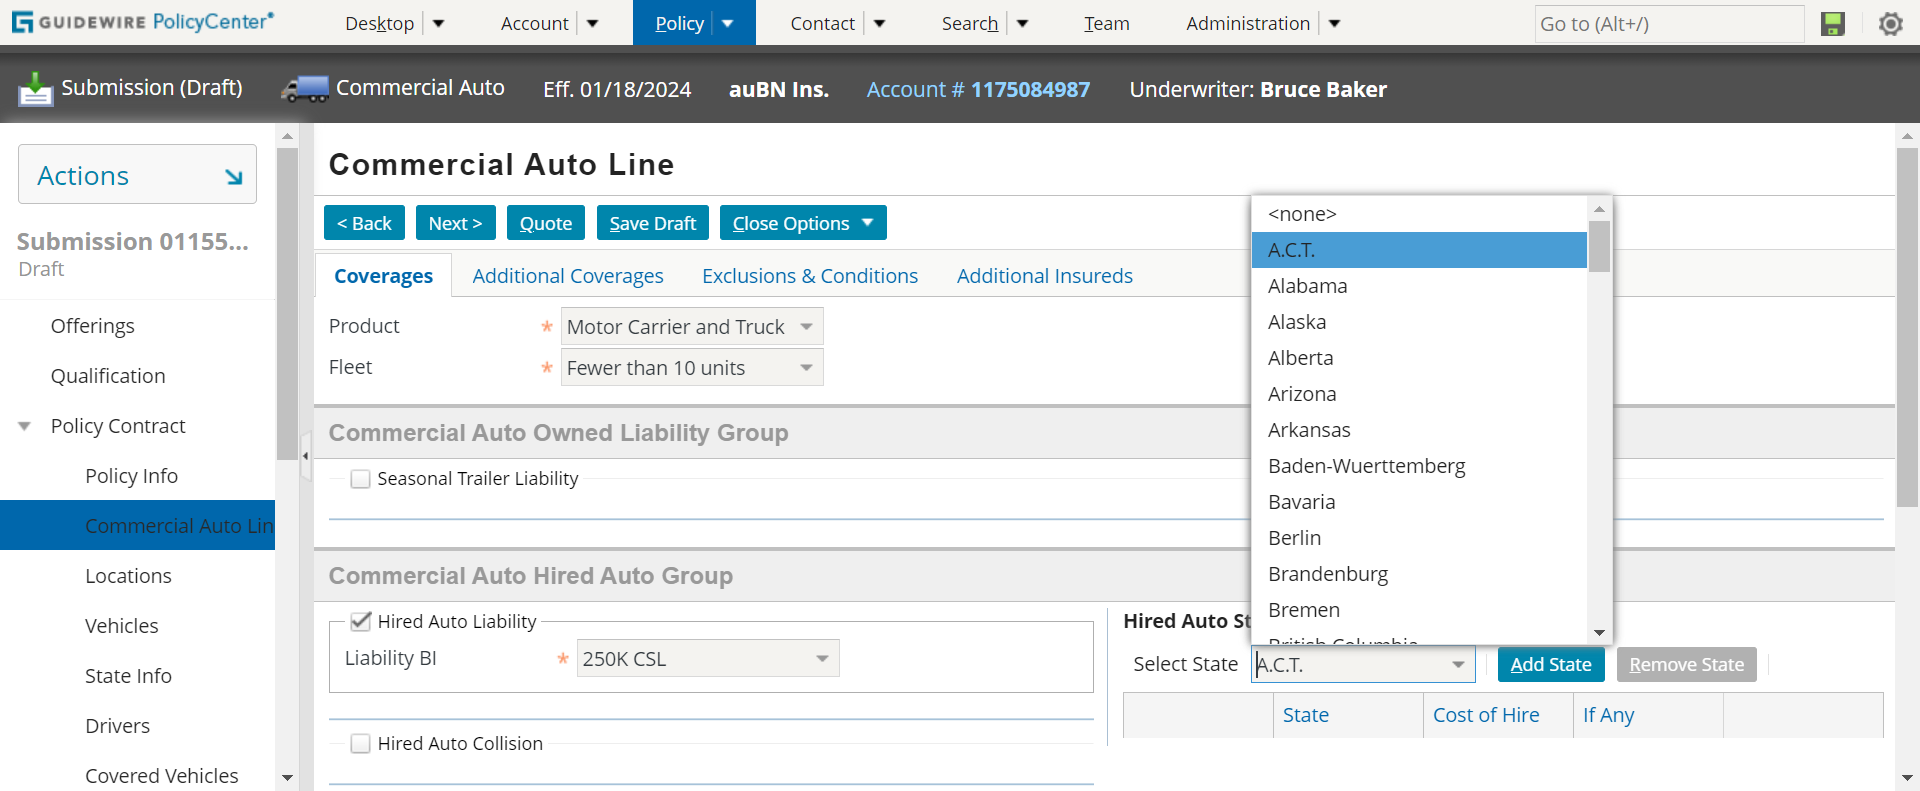 GUIDEWIRE PolicyCenter®
Desktop
Account
Policy
Contact
Search
Team
Administration
Go to (Alt+/)
Submission (Draft)
Commercial Auto
Eff. 01/18/2024
auBN Ins.
Account # 1175084987
Underwriter: Bruce Baker
Actions
Submission 01155...
Draft
Offerings
Qualification
Policy Contract
Policy Info
Commercial Auto Lin
Locations
Vehicles
State Info
Drivers
Covered Vehicles
Commercial Auto Line
< Back
Next >
Quote
Save Draft
Close Options
Coverages
Additional Coverages
Exclusions & Conditions
Additional Insureds
Product
* Motor Carrier and Truck
Fleet
* Fewer than 10 units
Commercial Auto Owned Liability Group
Seasonal Trailer Liability
Commercial Auto Hired Auto Group
Hired Auto Liability
Liability BI
* 250K CSL
Hired Auto Collision
<none>
A.C.T.
Alabama
Alaska
Alberta
Arizona
Arkansas
Baden-Wuerttemberg
Bavaria
Berlin
Brandenburg
Bremen
British Columbia
Hired Auto St
Select State
A.C.T.
Add State
Remove State
State
Cost of Hire
If Any